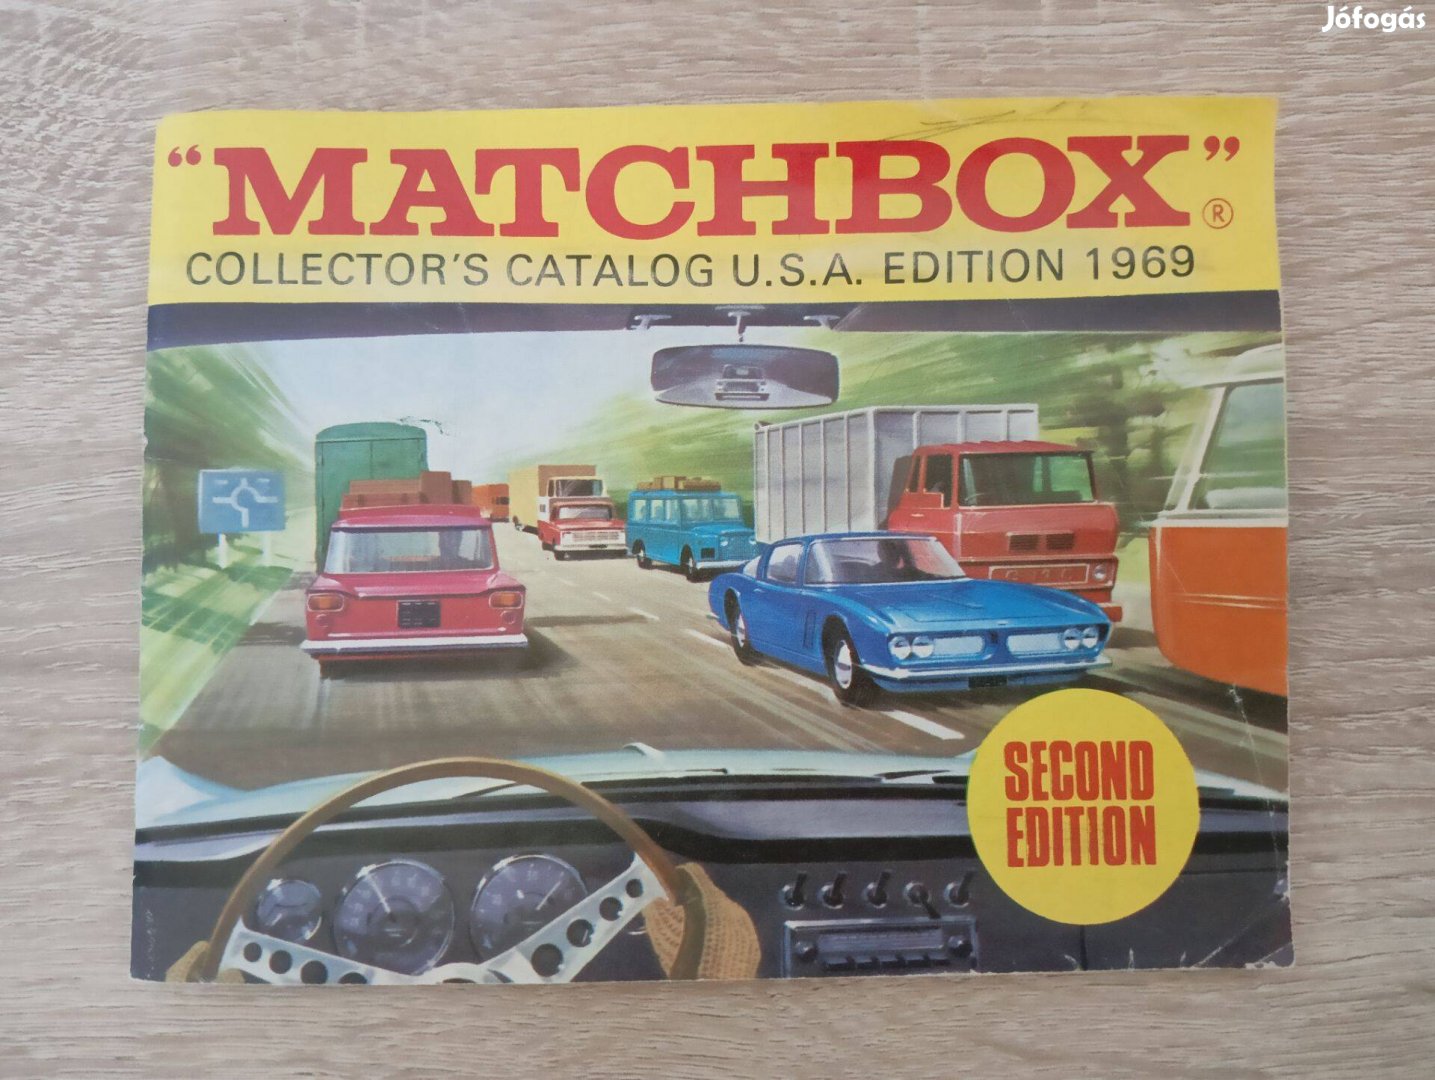 Jófogás
“MATCHBOX”®
COLLECTOR'S CATALOG U.S.A. EDITION 1969
SECOND
EDITION